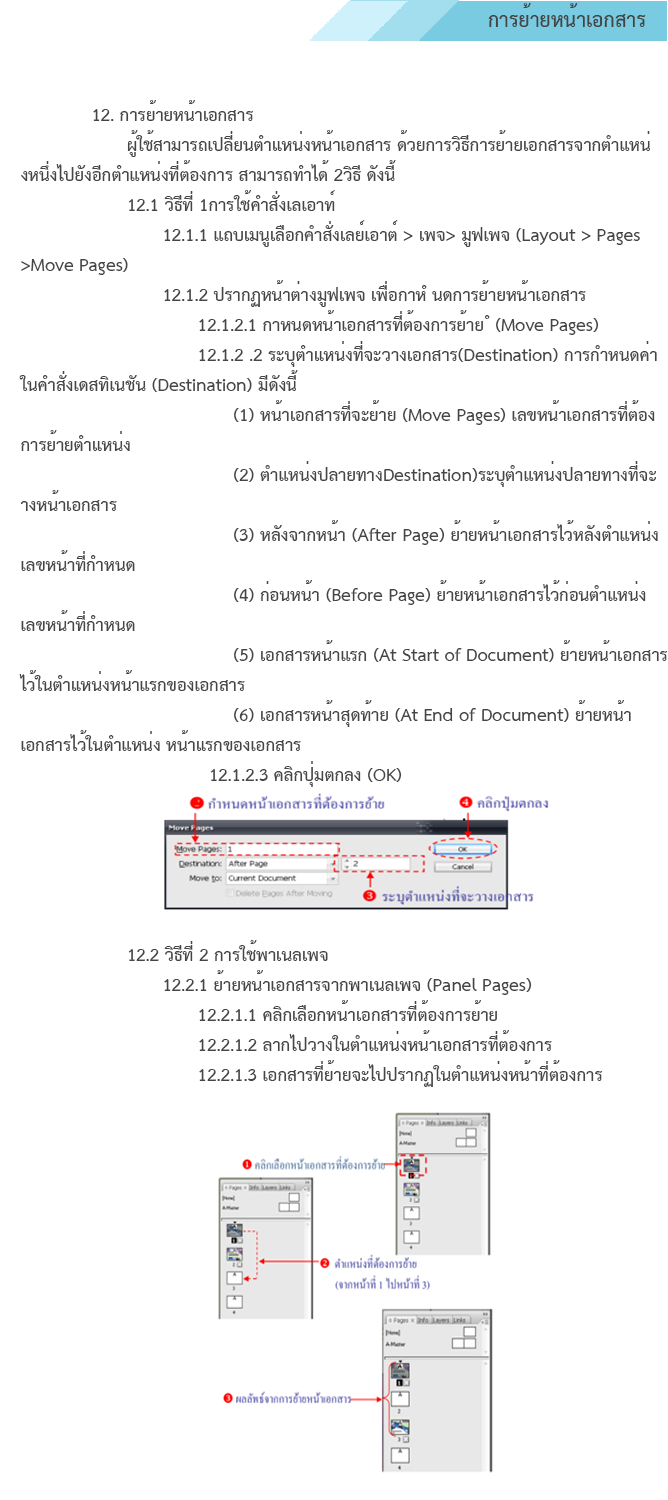 การย้ายหน้าเอกสาร
12. การย้ายหน้าเอกสาร
ผู้ใช้สามารถเปลี่ยนตำแหน่งหน้าเอกสาร ด้วยการวิธีการย้ายเอกสารจากตำแหน่
งหนึ่งไปยังอีกตำแหน่งที่ต้องการ สามารถทำได้ 2วิธี ดังนี้
12.1 วิธีที่ 1การใช้คำสั่งเลเอาท์
12.1.1 แถบเมนูเลือกคำสั่งเลย์เอาต์ > เพจ> มูฟเพจ (Layout > Pages
>Move Pages)
12.1.2 ปรากฏหน้าต่างมูฟเพจ เพื่อกาหํ นดการย้ายหน้าเอกสาร
12.1.2.1 กาหนดหน้าเอกสารที่ต้องการย้าย ํ (Move Pages)
12.1.2 .2 ระบุตำแหน่งที่จะวางเอกสาร(Destination) การกำหนดค่า
ในคำสั่งเดสทิเนชัน (Destination) มีดังนี้
(1) หน้าเอกสารที่จะย้าย (Move Pages) เลขหน้าเอกสารที่ต้อง
การย้ายตำแหน่ง
(2) ตำแหน่งปลายทางDestination)ระบุตำแหน่งปลายทางที่จะ
างหน้าเอกสาร
(3) หลังจากหน้า (After Page) ย้ายหน้าเอกสารไว้หลังตำแหน่ง
เลขหน้าที่กำหนด
(4) ก่อนหน้า (Before Page) ย้ายหน้าเอกสารไว้ก่อนตำแหน่ง
เลขหน้าที่กำหนด
(5) เอกสารหน้าแรก (At Start of Document) ย้ายหน้าเอกสาร
ไว้ในตำแหน่งหน้าแรกของเอกสาร
(6) เอกสารหน้าสุดท้าย (At End of Document) ย้ายหน้า
เอกสารไว้ในตำแหน่ง หน้าแรกของเอกสาร
12.1.2.3 คลิกปุ่มตกลง (OK)
2 กำหนดหน้าเอกสารที่ต้องการย้าย
4 คลิกปุ่มตกลง
Move Pages
Move Pages: 1
OK
Destination: After Page 2
Cancel
Move to: Current Document
3 ระบุตำแหน่งที่จะวางเอกสาร
Delete Pages After Moving
12.2 วิธีที่ 2 การใช้พาเนลเพจ
12.2.1 ย้ายหน้าเอกสารจากพาเนลเพจ (Panel Pages)
12.2.1.1 คลิกเลือกหน้าเอกสารที่ต้องการย้าย
12.2.1.2 ลากไปวางในตำแหน่งหน้าเอกสารที่ต้องการ
12.2.1.3 เอกสารที่ย้ายจะไปปรากฏในตำแหน่งหน้าที่ต้องการ
Pages × Info Layers Links
[None]
A-Master
1 คลิกเลือกหน้าเอกสารที่ต้องการย้าย
1
2
A
3
A
4
Pages × Info Layers Links
[None]
A-Master
1
2
A
3
A
4
2 ตำแหน่งที่ต้องการย้าย
(จากหน้าที่ 1 ไปหน้าที่ 3)
Pages × Info Layers Links
[None]
A-Master
1
A
2
3
A
4
3 ผลลัพธ์จากการย้ายหน้าเอกสาร